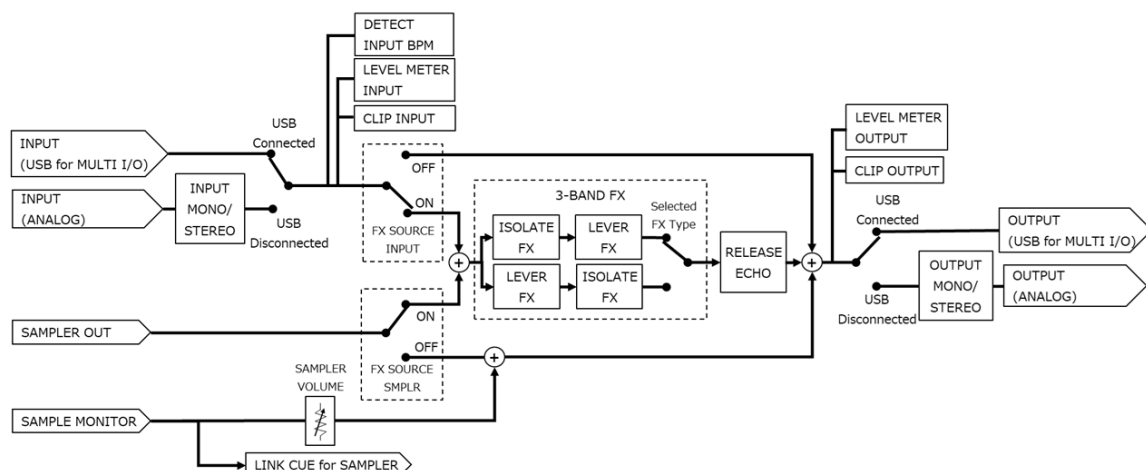 DETECT
INPUT BPM
LEVEL METER
INPUT
CLIP INPUT
USB
Connected
INPUT
(USB for MULTI I/O)
INPUT
(ANALOG)
INPUT
MONO/
STEREO
USB
Disconnected
OFF
ON
FX SOURCE
INPUT
3-BAND FX
Selected
FX Type
ISOLATE
FX
LEVER
FX
LEVER
FX
ISOLATE
FX
RELEASE
ECHO
LEVEL METER
OUTPUT
CLIP OUTPUT
USB
Connected
OUTPUT
(USB for MULTI I/O)
USB
Disconnected
OUTPUT
MONO/
STEREO
OUTPUT
(ANALOG)
SAMPLER OUT
ON
OFF
FX SOURCE
SMPLR
SAMPLER
VOLUME
SAMPLE MONITOR
LINK CUE for SAMPLER